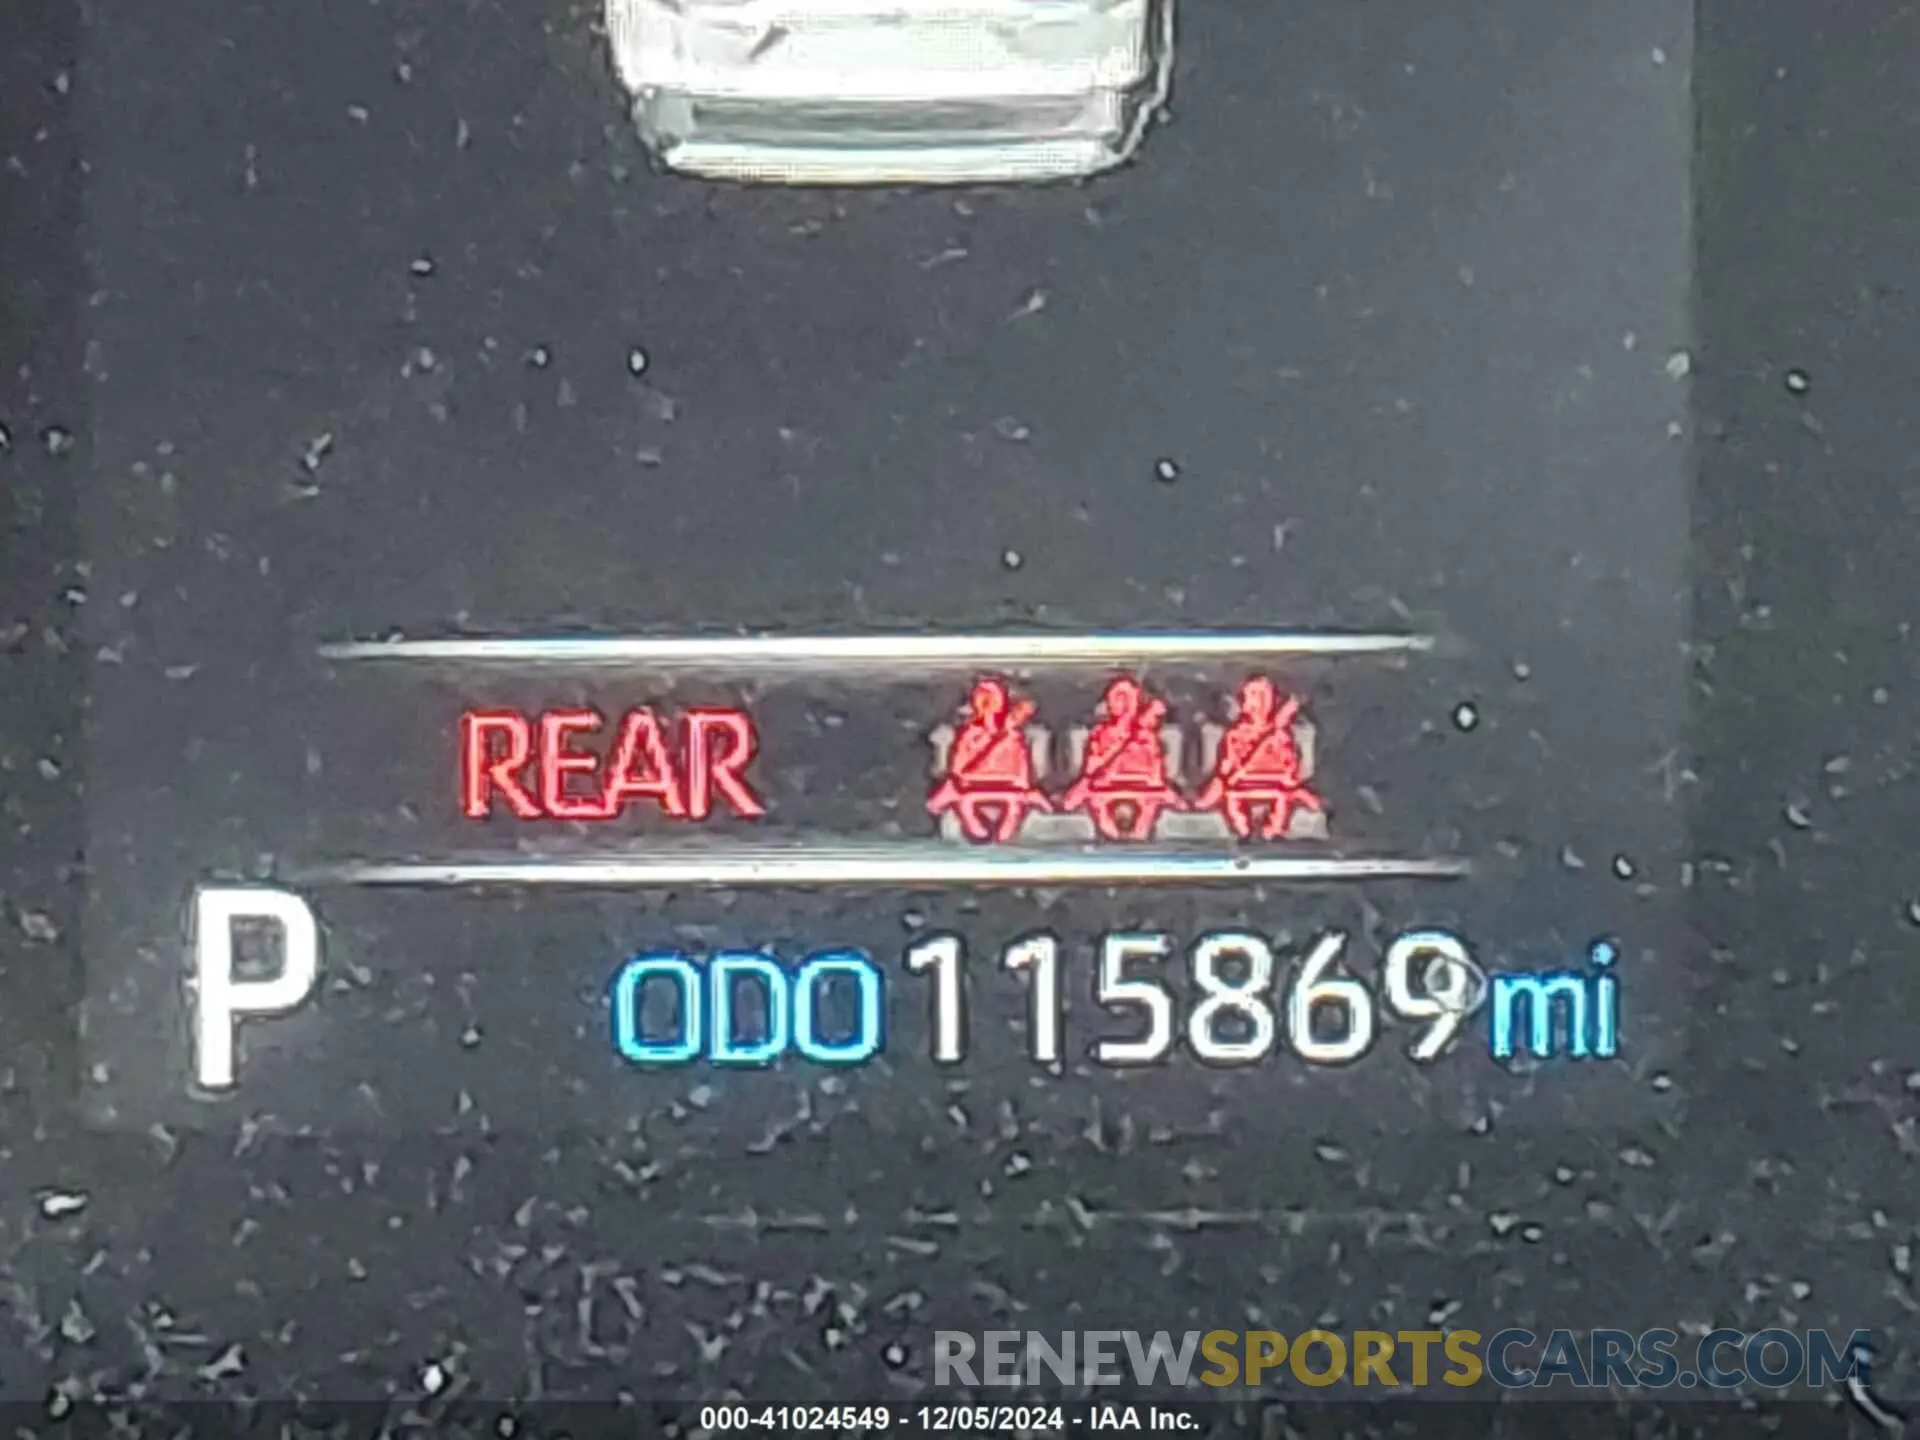 REAR
P
ODO 115869 mi
RENEWSPORTSCARS.COM
000-41024549 - 12/05/2024 - IAA Inc.